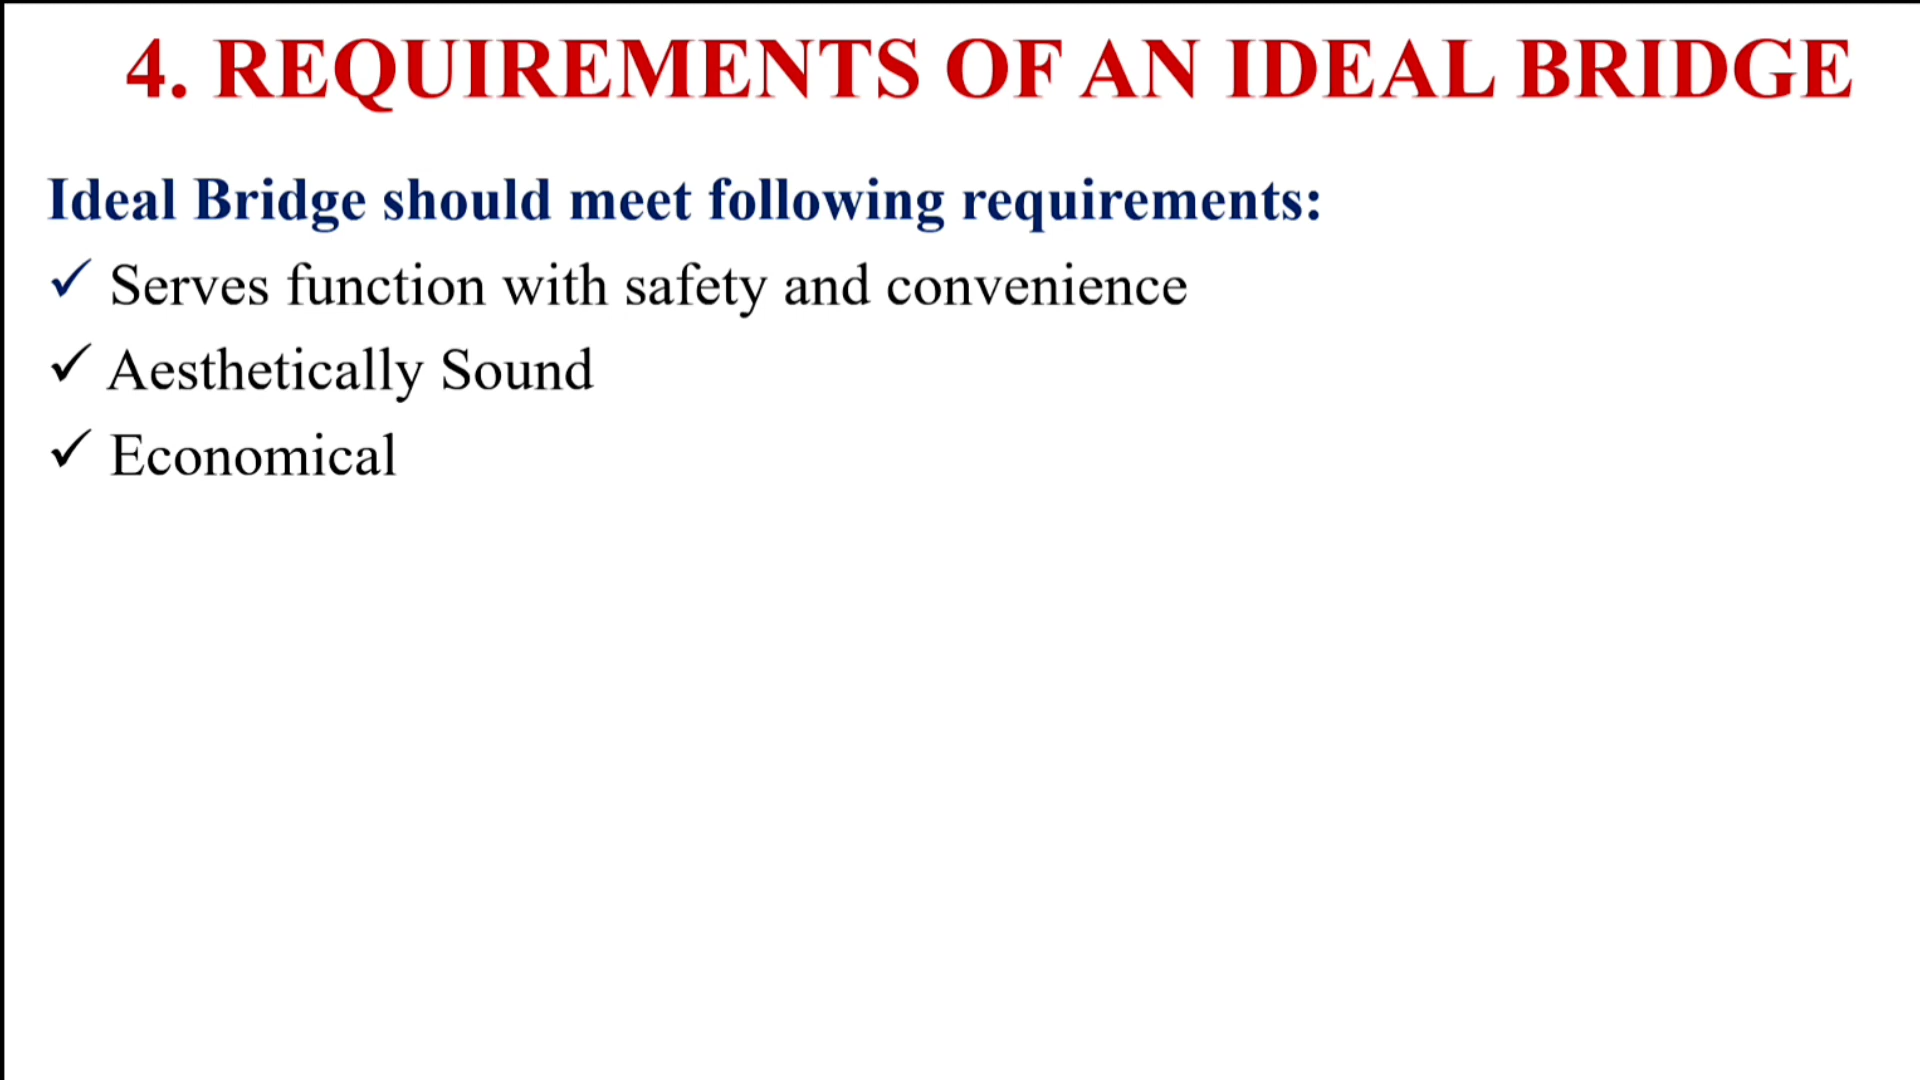 4. REQUIREMENTS OF AN IDEAL BRIDGE
Ideal Bridge should meet following requirements:
✓ Serves function with safety and convenience
✓ Aesthetically Sound
✓ Economical